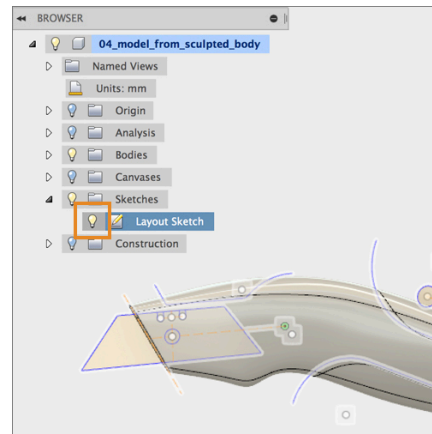 BROWSER
04_model_from_sculpted_body
Named Views
Units: mm
Origin
Analysis
Bodies
Canvases
Sketches
Layout Sketch
Construction